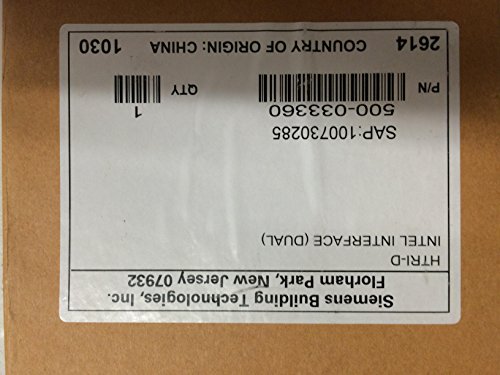 Siemens Building Technologies, Inc.
Florham Park, New Jersey 07932
HTRI-D
INTEL INTERFACE (DUAL)
SAP:100730285
500-033360
1
P/N
QTY
2614 COUNTRY OF ORIGIN: CHINA 1030